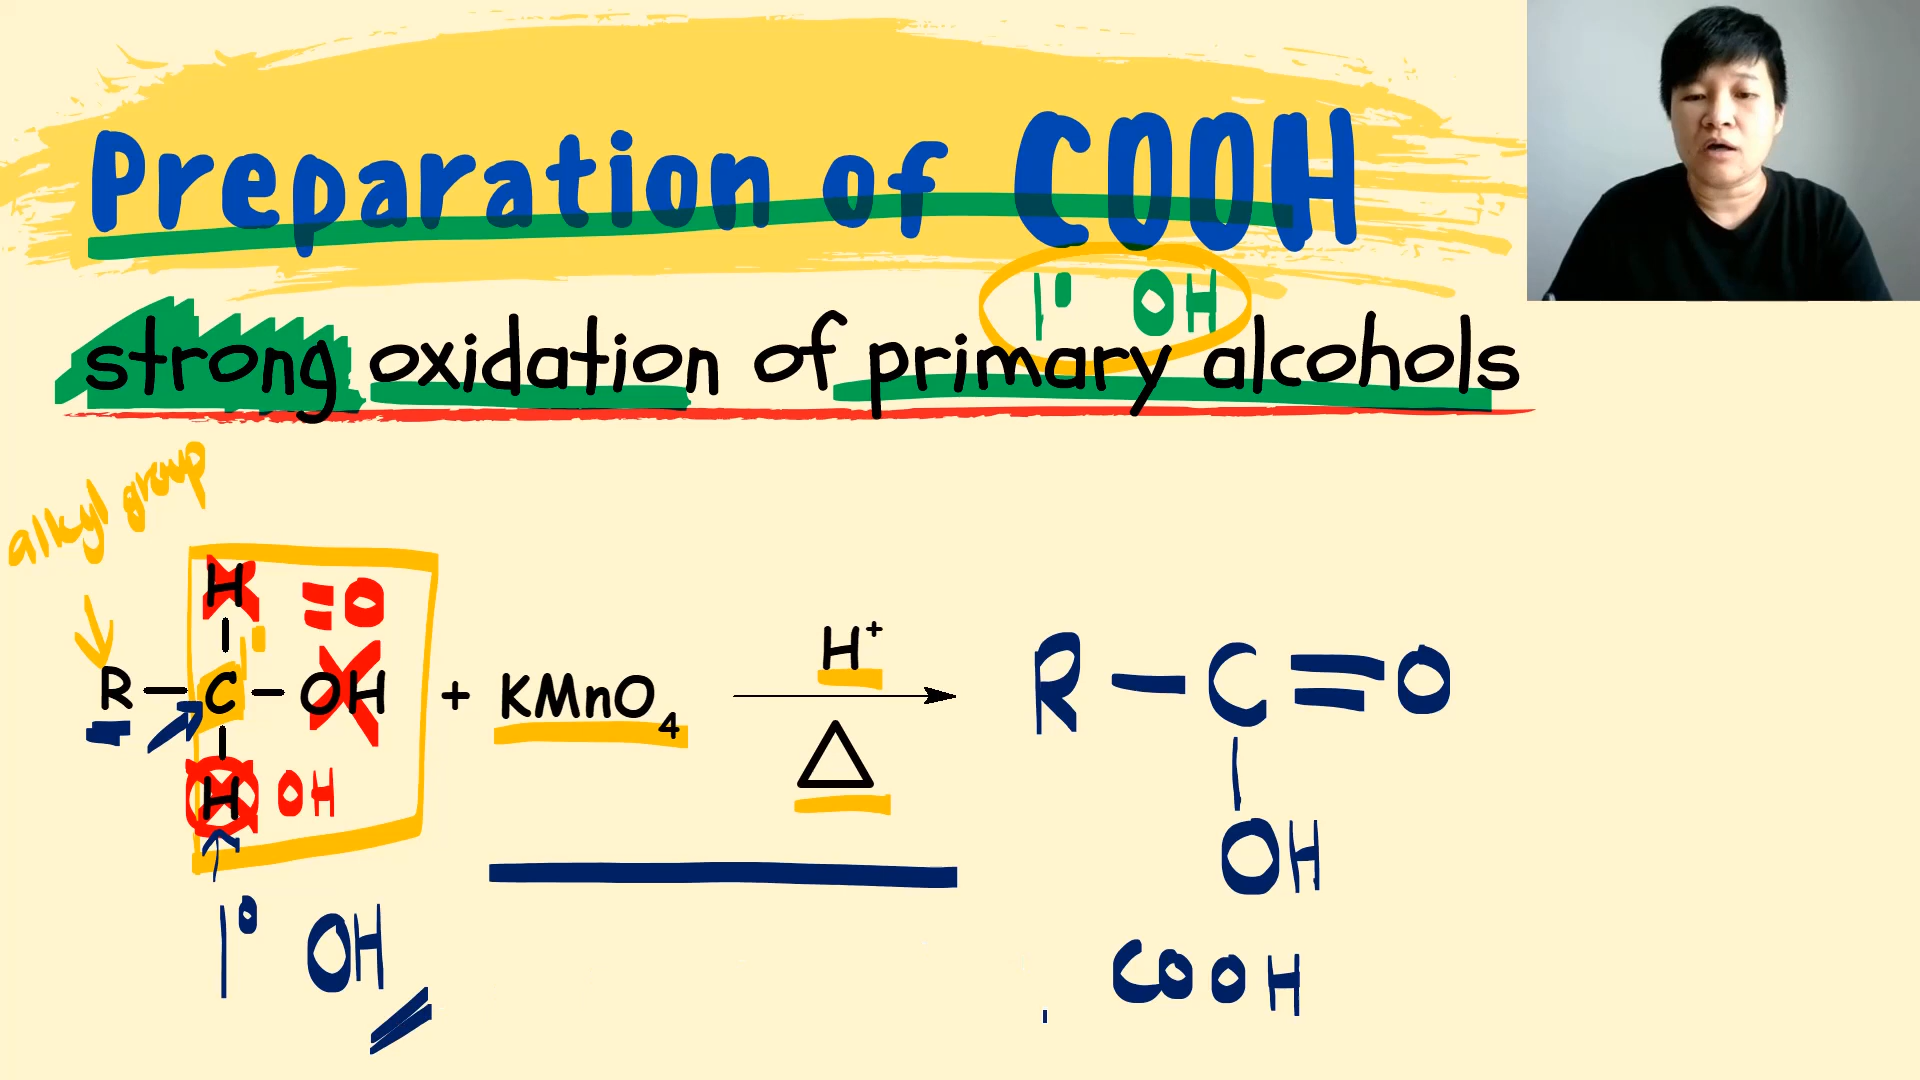 Preparation of COOH
1° OH
strong oxidation of primary alcohols
alkyl group
H =O
1°
R — C — OH + KMnO4 H+ △ R — C = O
H OH
OH
1° OH
COOH